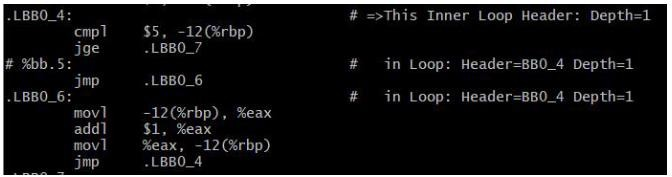 .LBB0_4: # =>This Inner Loop Header: Depth=1
cmpl $5, -12(%rbp)
jge .LBB0_7
# %bb.5: # in Loop: Header=BB0_4 Depth=1
jmp .LBB0_6
.LBB0_6: # in Loop: Header=BB0_4 Depth=1
movl -12(%rbp), %eax
addl $1, %eax
movl %eax, -12(%rbp)
jmp .LBB0_4